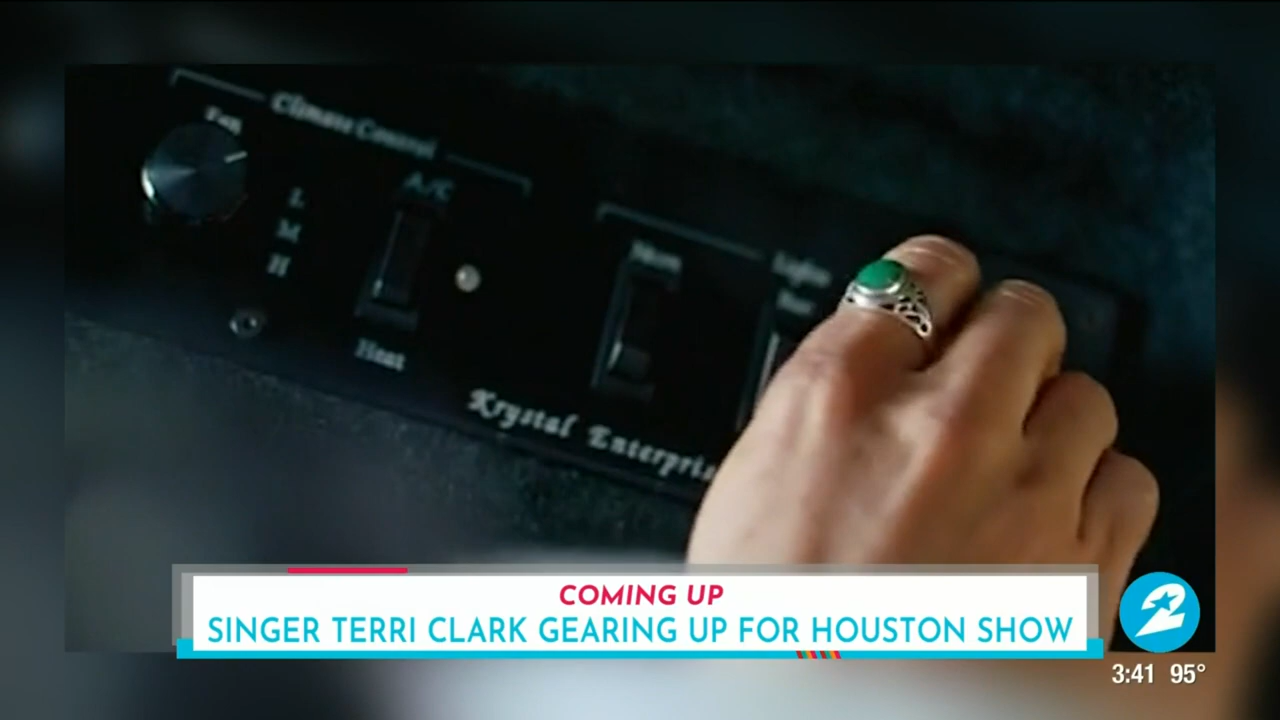 Climate Control
Fan
A/C
L
M
H
Heat
Lights
Krystal Enterpris
COMING UP
SINGER TERRI CLARK GEARING UP FOR HOUSTON SHOW
2
3:41 95°